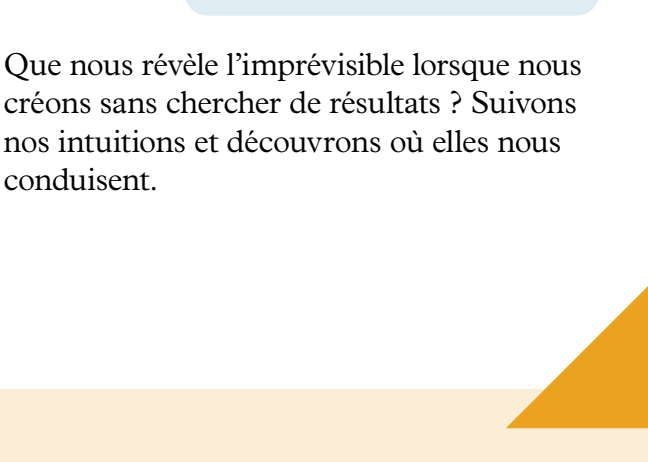 Que nous révèle l’imprévisible lorsque nous
créons sans chercher de résultats ? Suivons
nos intuitions et découvrons où elles nous
conduisent.